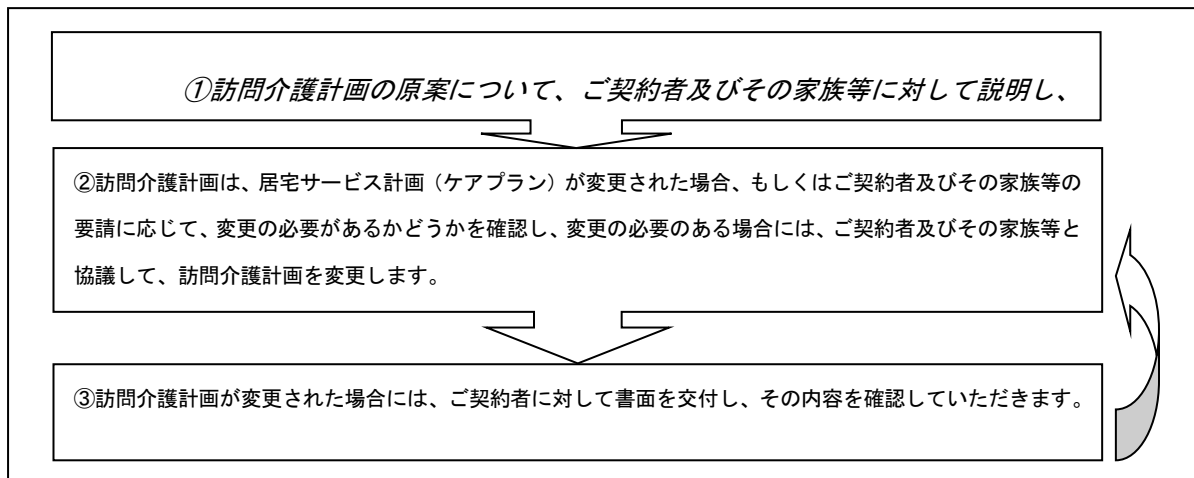 ①訪問介護計画の原案について、ご契約者及びその家族等に対して説明し、
②訪問介護計画は、居宅サービス計画（ケアプラン）が変更された場合、もしくはご契約者及びその家族等の
要請に応じて、変更の必要があるかどうかを確認し、変更の必要のある場合には、ご契約者及びその家族等と
協議して、訪問介護計画を変更します。
③訪問介護計画が変更された場合には、ご契約者に対して書面を交付し、その内容を確認していただきます。